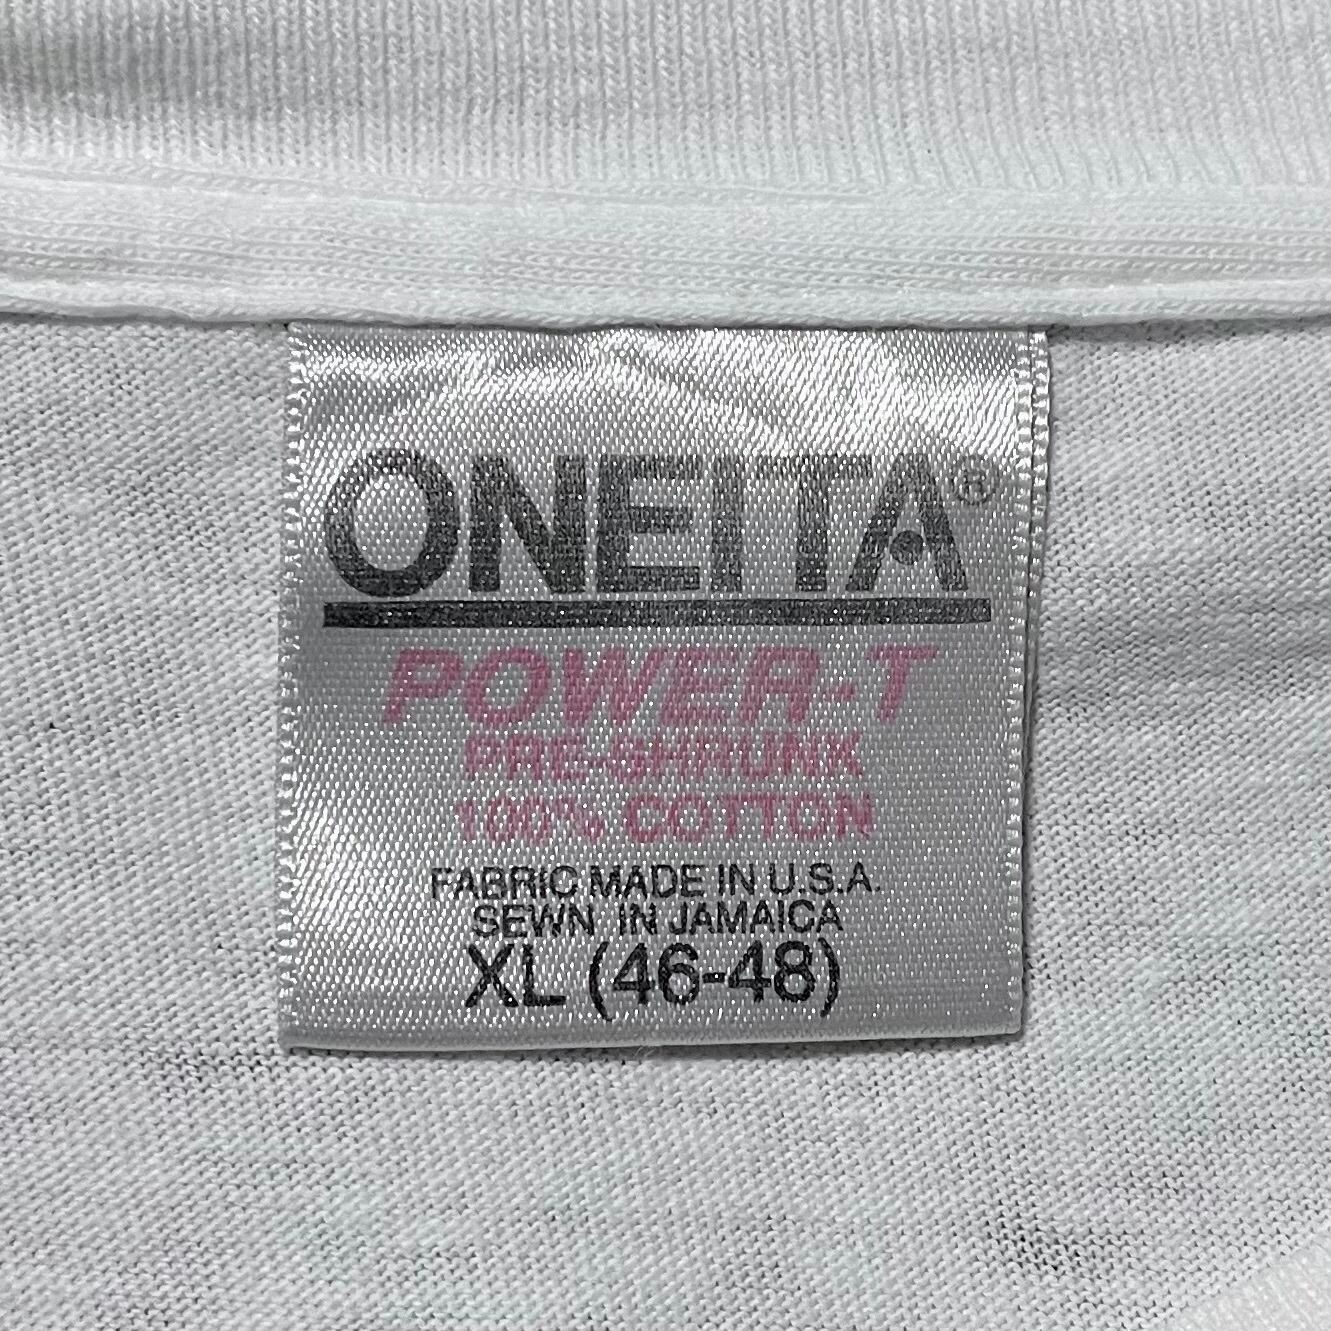 ONEITA®
POWER-T
PRE-SHRUNK
100% COTTON
FABRIC MADE IN U.S.A.
SEWN IN JAMAICA
XL (46-48)